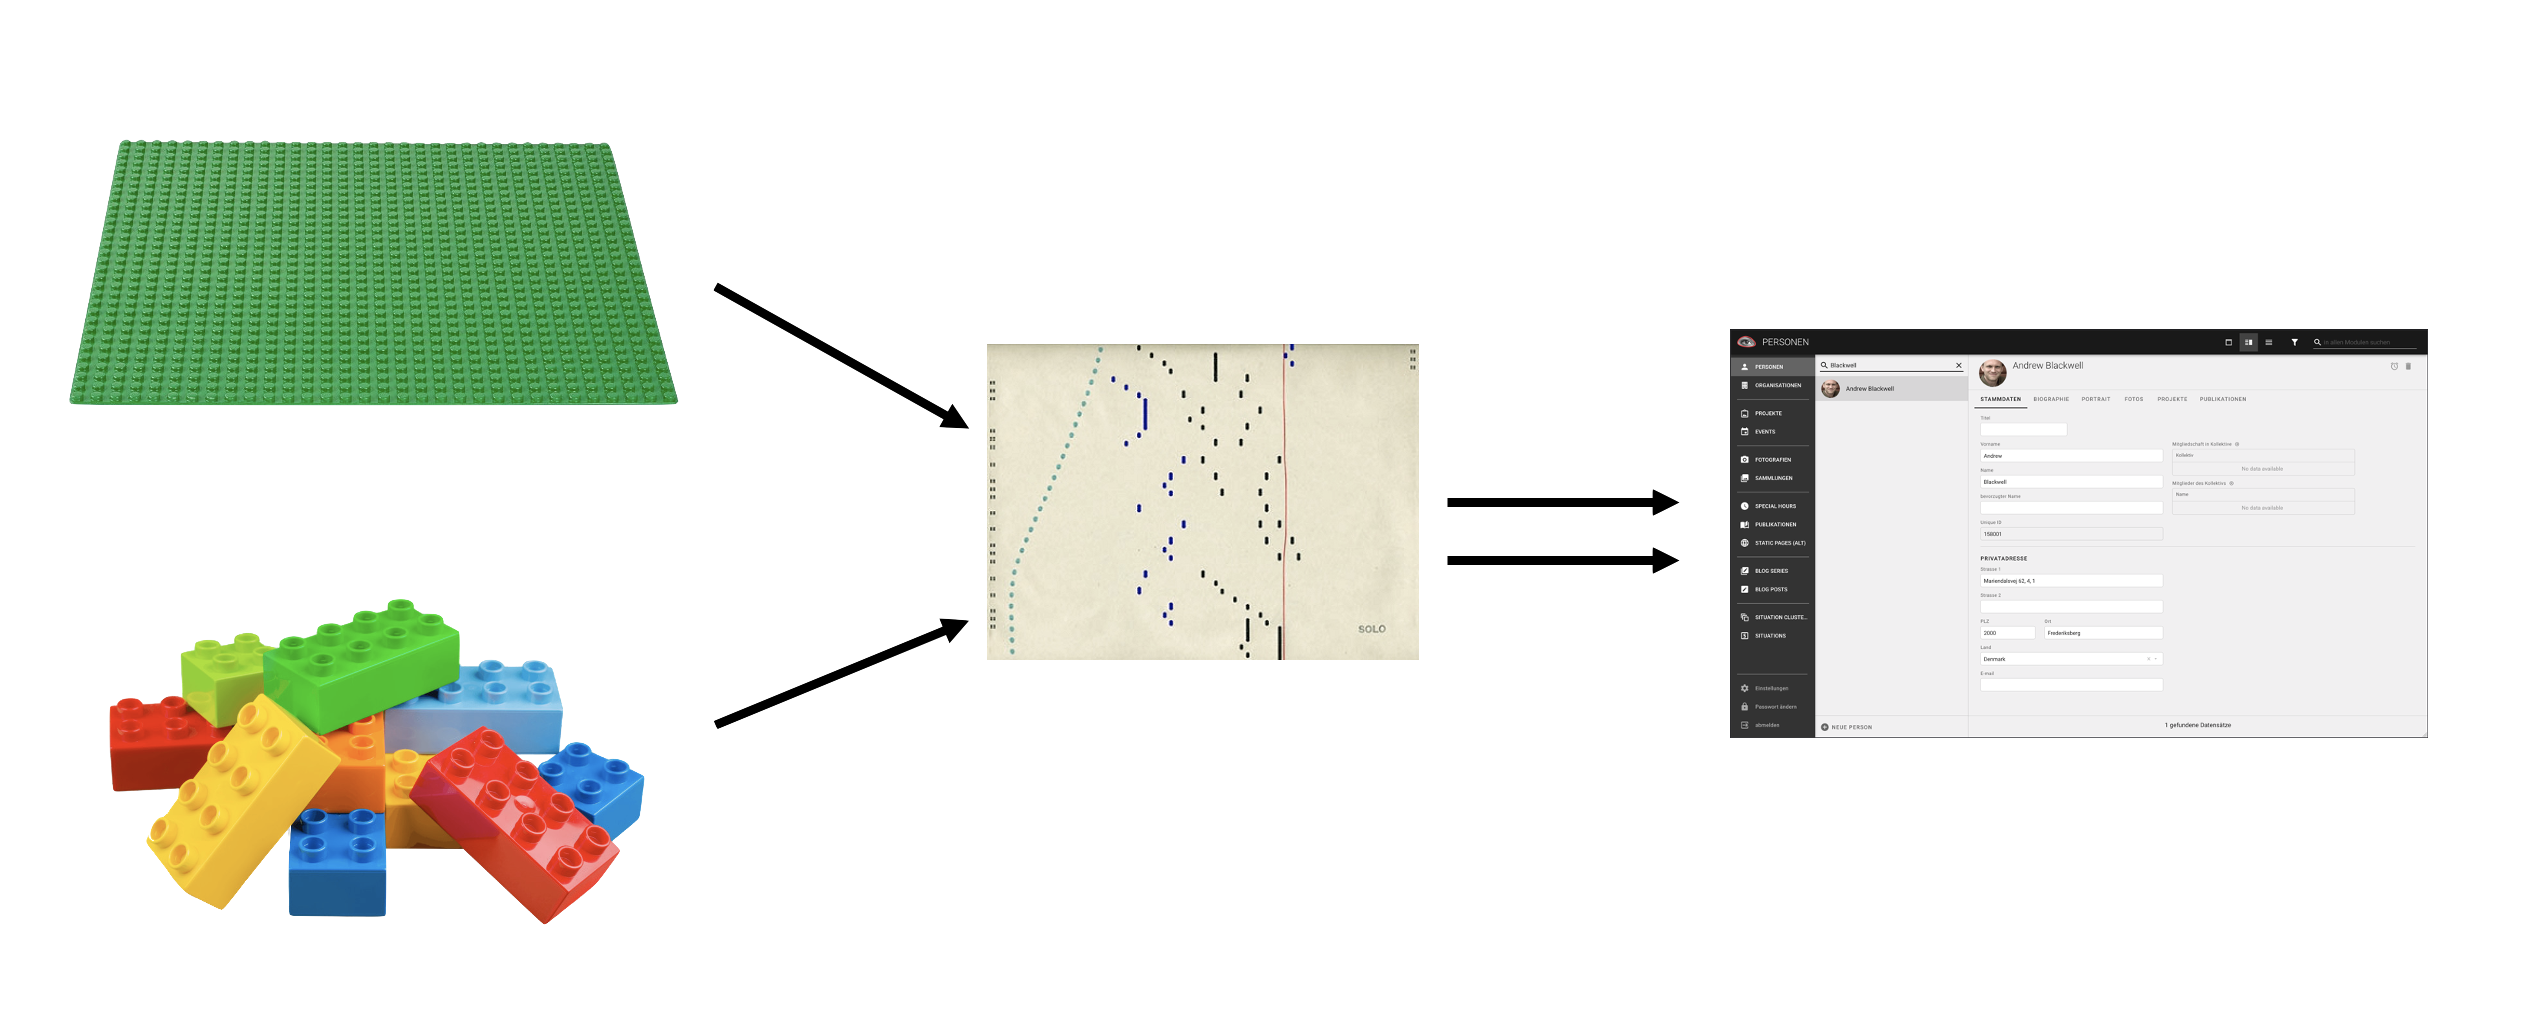 SOLO
PERSONEN
in allen Modulen suchen
PERSONEN
ORGANISATIONEN
PROJEKTE
EVENTS
FOTOGRAFIEN
SAMMLUNGEN
SPECIAL HOURS
PUBLIKATIONEN
STATIC PAGES (ALT)
BLOG SERIES
BLOG POSTS
SITUATION CLUSTE...
SITUATIONS
Einstellungen
Passwort ändern
abmelden
Blackwell
Andrew Blackwell
NEUE PERSON
Andrew Blackwell
STAMMDATEN BIOGRAPHIE PORTRAIT FOTOS PROJEKTE PUBLIKATIONEN
Titel
Vorname
Andrew
Name
Blackwell
bevorzugter Name
Unique ID
158001
Mitgliedschaft in Kollektiv
Kollektiv
No data available
Mitglieder des Kollektivs
Name
No data available
PRIVATADRESSE
Strasse 1
Mariendalsvej 62, 4, 1
Strasse 2
PLZ Ort
2000 Frederiksberg
Land
Denmark
E-mail
1 gefundene Datensätze